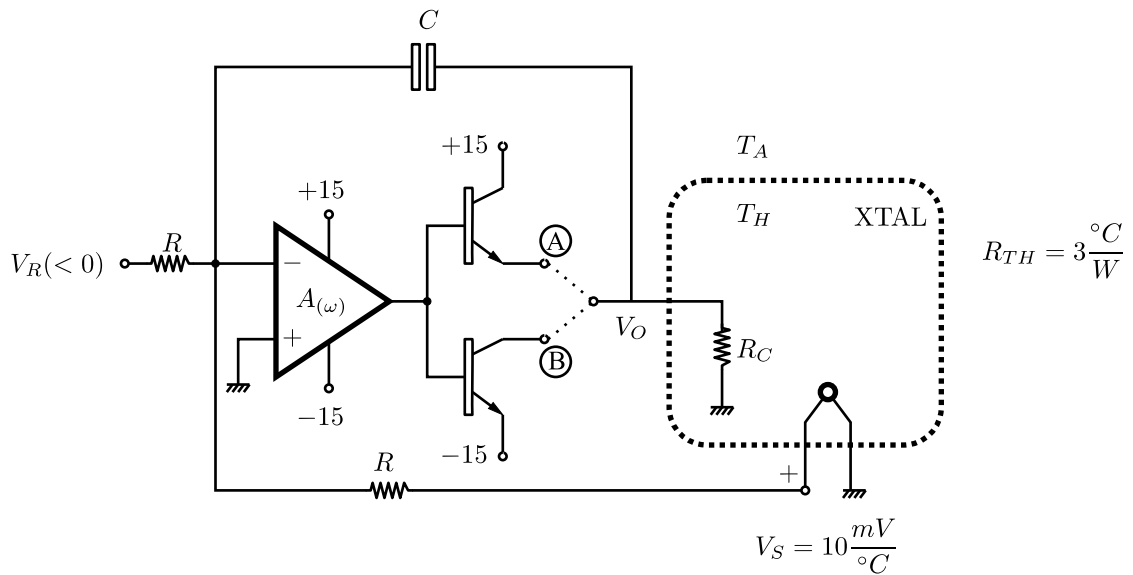 C
+15
T_A
+15
T_H
XTAL
A
R
V_R(<0)
−
R_TH = 3 °C/W
A_(ω)
+
V_O
R_C
B
−15
−15
R
+
V_S = 10 mV/°C